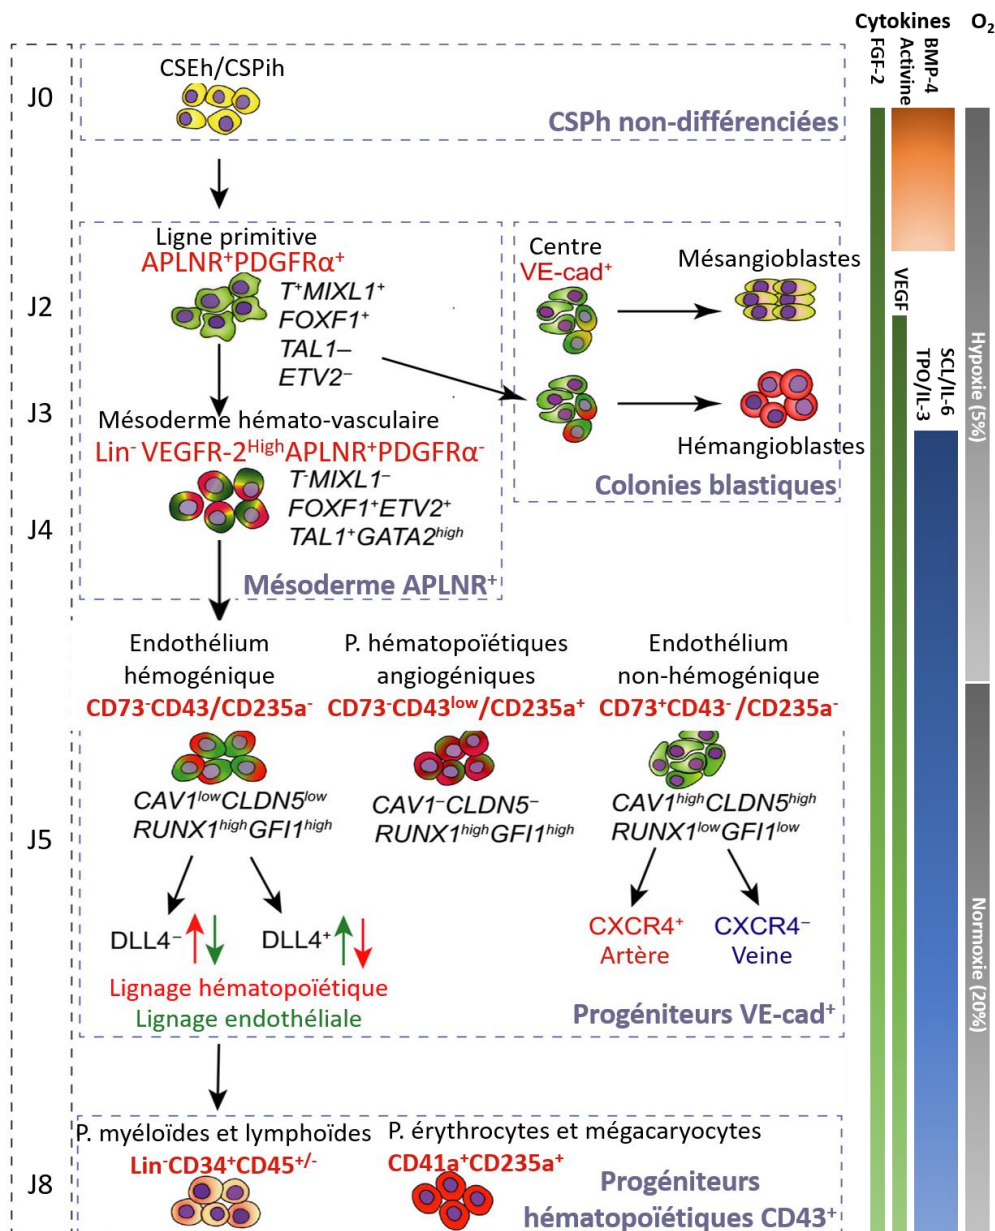 Cytokines O₂
FGF-2
Activine
BMP-4
J0
CSEh/CSPih
CSPh non-différenciées
Ligne primitive
APLNR⁺PDGFRα⁺
T⁺MIXL1⁺
FOXF1⁺
TAL1–
ETV2⁻
J2
Centre
VE-cad⁺
Mésangioblastes
VEGF
Hypoxie (5%)
J3
Mésoderme hémato-vasculaire
Lin⁻ VEGFR-2ᴴⁱᵍʰAPLNR⁺PDGFRα⁻
T⁻MIXL1⁻
FOXF1⁺ETV2⁺
TAL1⁺GATA2ʰⁱᵍʰ
Hémangioblastes
Colonies blastiques
SCL/IL-6
TPO/IL-3
J4
Mésoderme APLNR⁺
Endothélium
hémogénique
CD73⁻CD43/CD235a⁻
P. hématopoïétiques
angiogéniques
CD73⁻CD43ˡᵒʷ/CD235a⁺
Endothélium
non-hémogénique
CD73⁺CD43⁻/CD235a⁻
CAV1ˡᵒʷCLDN5ˡᵒʷ
RUNX1ʰⁱᵍʰGFI1ʰⁱᵍʰ
CAV1⁻CLDN5⁻
RUNX1ʰⁱᵍʰGFI1ʰⁱᵍʰ
CAV1ʰⁱᵍʰCLDN5ʰⁱᵍʰ
RUNX1ˡᵒʷGFI1ˡᵒʷ
J5
DLL4⁻
DLL4⁺
CXCR4⁺
Artère
CXCR4⁻
Veine
Lignage hématopoïétique
Lignage endothéliale
Progéniteurs VE-cad⁺
Normoxie (20%)
J8
P. myéloïdes et lymphoïdes
Lin⁻CD34⁺CD45⁺ᐟ⁻
P. érythrocytes et mégacaryocytes
CD41a⁺CD235a⁺
Progéniteurs
hématopoïétiques CD43⁺